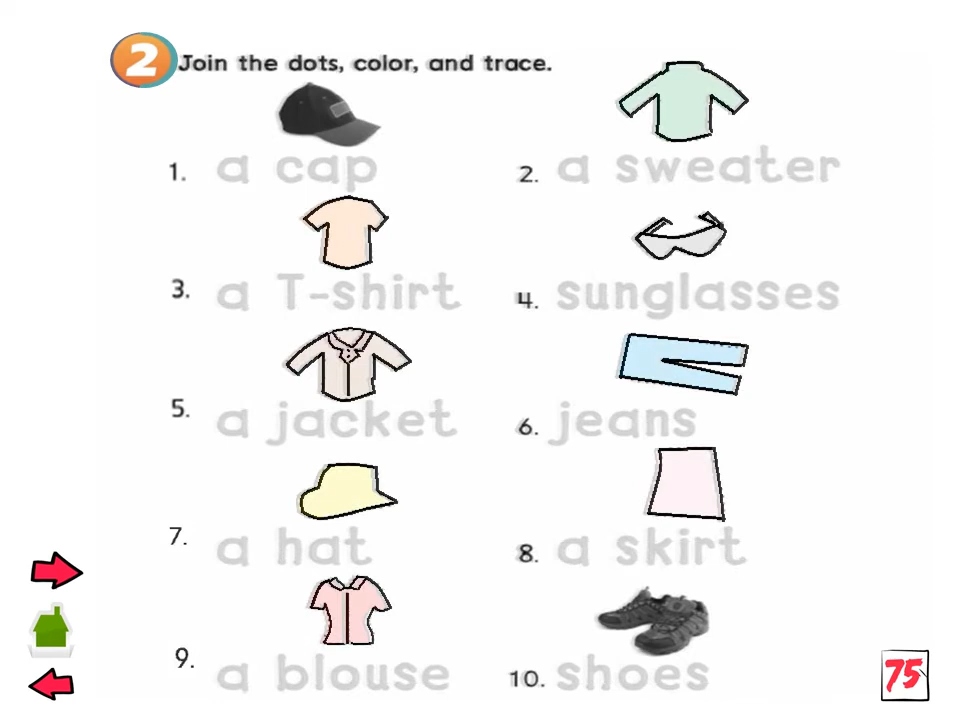 2 Join the dots, color, and trace.
1. a cap
2. a sweater
3. a T-shirt
4. sunglasses
5. a jacket
6. jeans
7. a hat
8. a skirt
9. a blouse
10. shoes
75